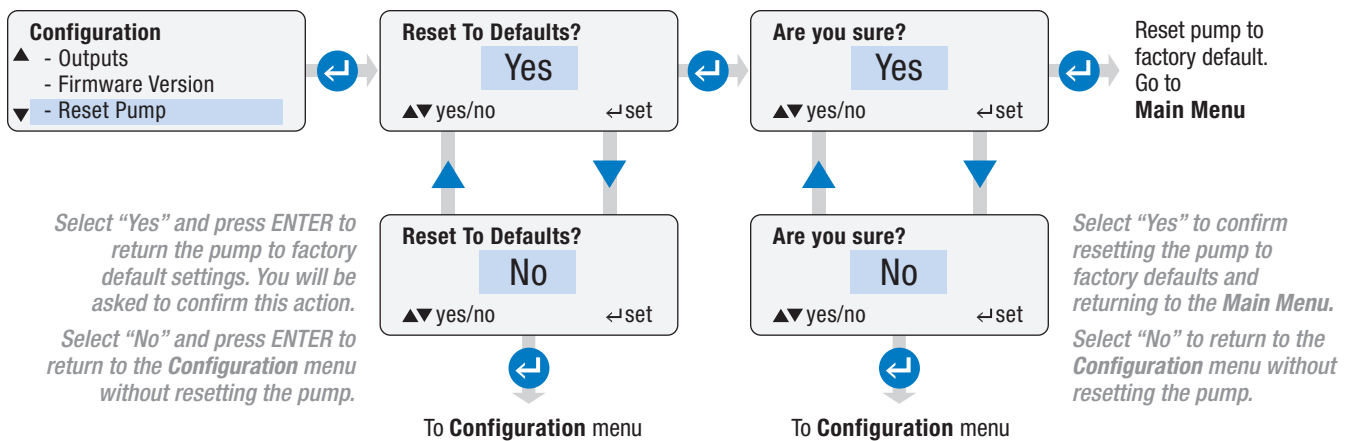 Configuration
▲ - Outputs
- Firmware Version
▼ - Reset Pump
Reset To Defaults?
Yes
▲▼ yes/no ↵ set
Are you sure?
Yes
▲▼ yes/no ↵ set
Reset pump to
factory default.
Go to
Main Menu
Select “Yes” and press ENTER to
return the pump to factory
default settings. You will be
asked to confirm this action.
Select “No” and press ENTER to
return to the Configuration menu
without resetting the pump.
Reset To Defaults?
No
▲▼ yes/no ↵ set
To Configuration menu
Are you sure?
No
▲▼ yes/no ↵ set
To Configuration menu
Select “Yes” to confirm
resetting the pump to
factory defaults and
returning to the Main Menu.
Select “No” to return to the
Configuration menu without
resetting the pump.